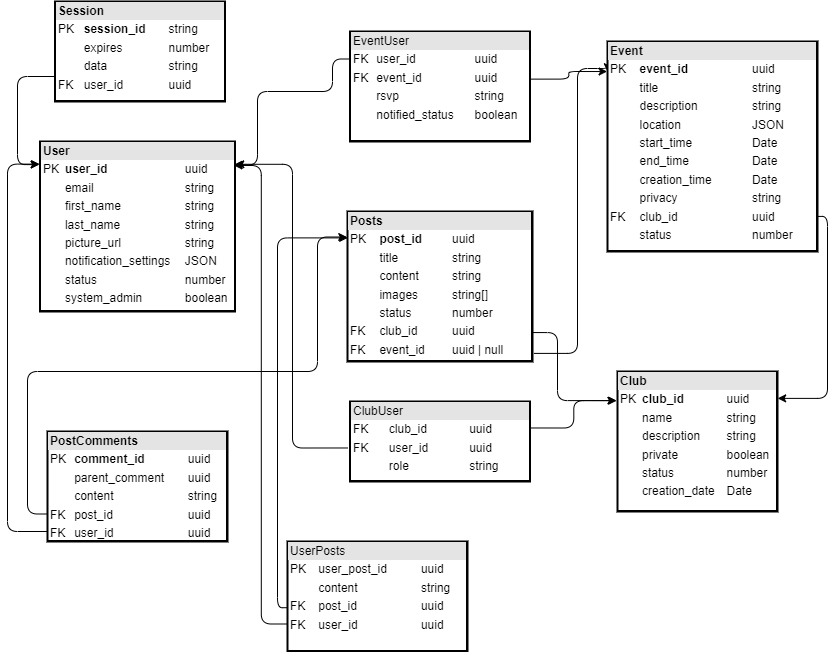 Session
PK session_id string
expires number
data string
FK user_id uuid
EventUser
FK user_id uuid
FK event_id uuid
rsvp string
notified_status boolean
Event
PK event_id uuid
title string
description string
location JSON
start_time Date
end_time Date
creation_time Date
privacy string
FK club_id uuid
status number
User
PK user_id uuid
email string
first_name string
last_name string
picture_url string
notification_settings JSON
status number
system_admin boolean
Posts
PK post_id uuid
title string
content string
images string[]
status number
FK club_id uuid
FK event_id uuid | null
Club
PK club_id uuid
name string
description string
private boolean
status number
creation_date Date
ClubUser
FK club_id uuid
FK user_id uuid
role string
PostComments
PK comment_id uuid
parent_comment uuid
content string
FK post_id uuid
FK user_id uuid
UserPosts
PK user_post_id uuid
content string
FK post_id uuid
FK user_id uuid